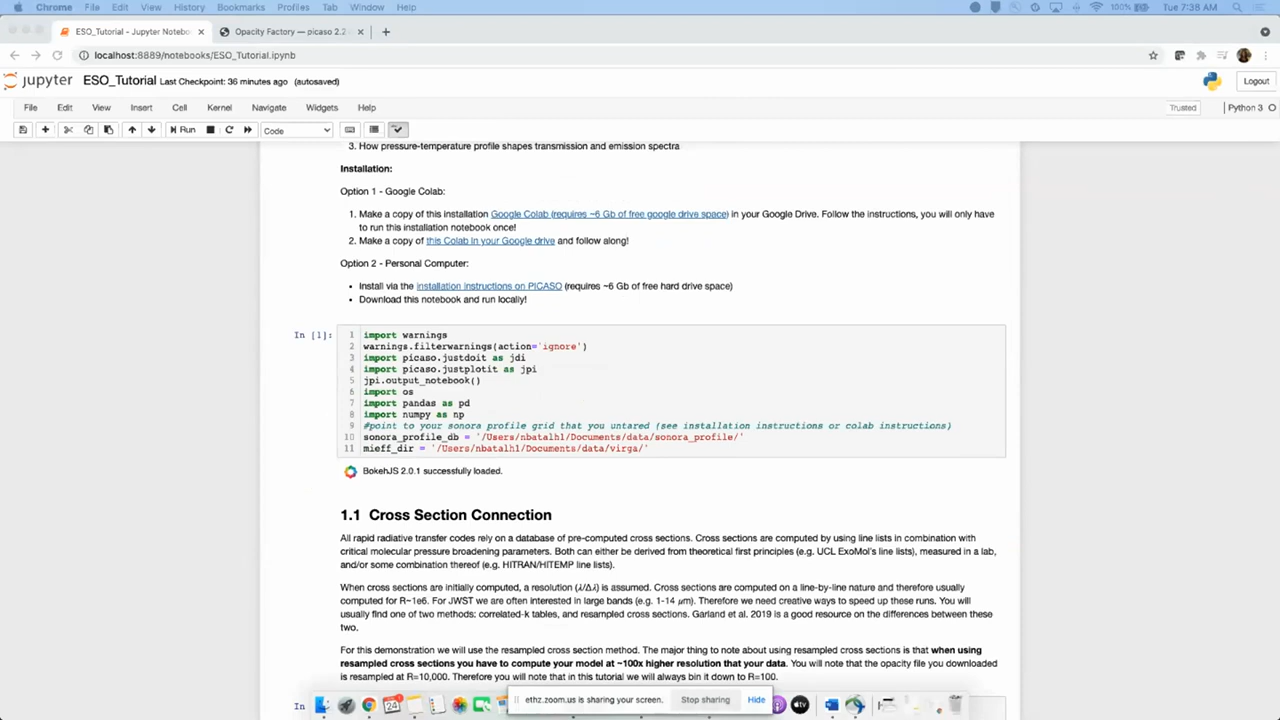 Chrome File Edit View History Bookmarks Profiles Tab Window Help 100% Tue 7:38 AM
ESO_Tutorial - Jupyter Notebo Opacity Factory — picaso 2.2
localhost:8889/notebooks/ESO_Tutorial.ipynb
jupyter ESO_Tutorial Last Checkpoint: 36 minutes ago (autosaved) Logout
File Edit View Insert Cell Kernel Navigate Widgets Help Trusted Python 3
Run Code
3. How pressure-temperature profile shapes transmission and emission spectra
Installation:
Option 1 - Google Colab:
1. Make a copy of this installation Google Colab (requires ~6 Gb of free google drive space) in your Google Drive. Follow the instructions, you will only have
to run this installation notebook once!
2. Make a copy of this Colab in your Google drive and follow along!
Option 2 - Personal Computer:
• Install via the installation instructions on PICASO (requires ~6 Gb of free hard drive space)
• Download this notebook and run locally!
In [1]: 1 import warnings
2 warnings.filterwarnings(action='ignore')
3 import picaso.justdoit as jdi
4 import picaso.justplotit as jpi
5 jpi.output_notebook()
6 import os
7 import pandas as pd
8 import numpy as np
9 #point to your sonora profile grid that you untared (see installation instructions or colab instructions)
10 sonora_profile_db = '/Users/nbatalh1/Documents/data/sonora_profile/'
11 mieff_dir = '/Users/nbatalh1/Documents/data/virga/'
BokehJS 2.0.1 successfully loaded.
1.1 Cross Section Connection
All rapid radiative transfer codes rely on a database of pre-computed cross sections. Cross sections are computed by using line lists in combination with
critical molecular pressure broadening parameters. Both can either be derived from theoretical first principles (e.g. UCL ExoMol's line lists), measured in a lab,
and/or some combination thereof (e.g. HITRAN/HITEMP line lists).
When cross sections are initially computed, a resolution (λ/Δλ) is assumed. Cross sections are computed on a line-by-line nature and therefore usually
computed for R~1e6. For JWST we are often interested in large bands (e.g. 1-14 μm). Therefore we need creative ways to speed up these runs. You will
usually find one of two methods: correlated-k tables, and resampled cross sections. Garland et al. 2019 is a good resource on the differences between these
two.
For this demonstration we will use the resampled cross section method. The major thing to note about using resampled cross sections is that when using
resampled cross sections you have to compute your model at ~100x higher resolution that your data. You will note that the opacity file you downloaded
is resampled at R=10,000. Therefore you will note that in this tutorial we will always bin it down to R=100.
In [
24
ethz.zoom.us is sharing your screen. Stop sharing Hide